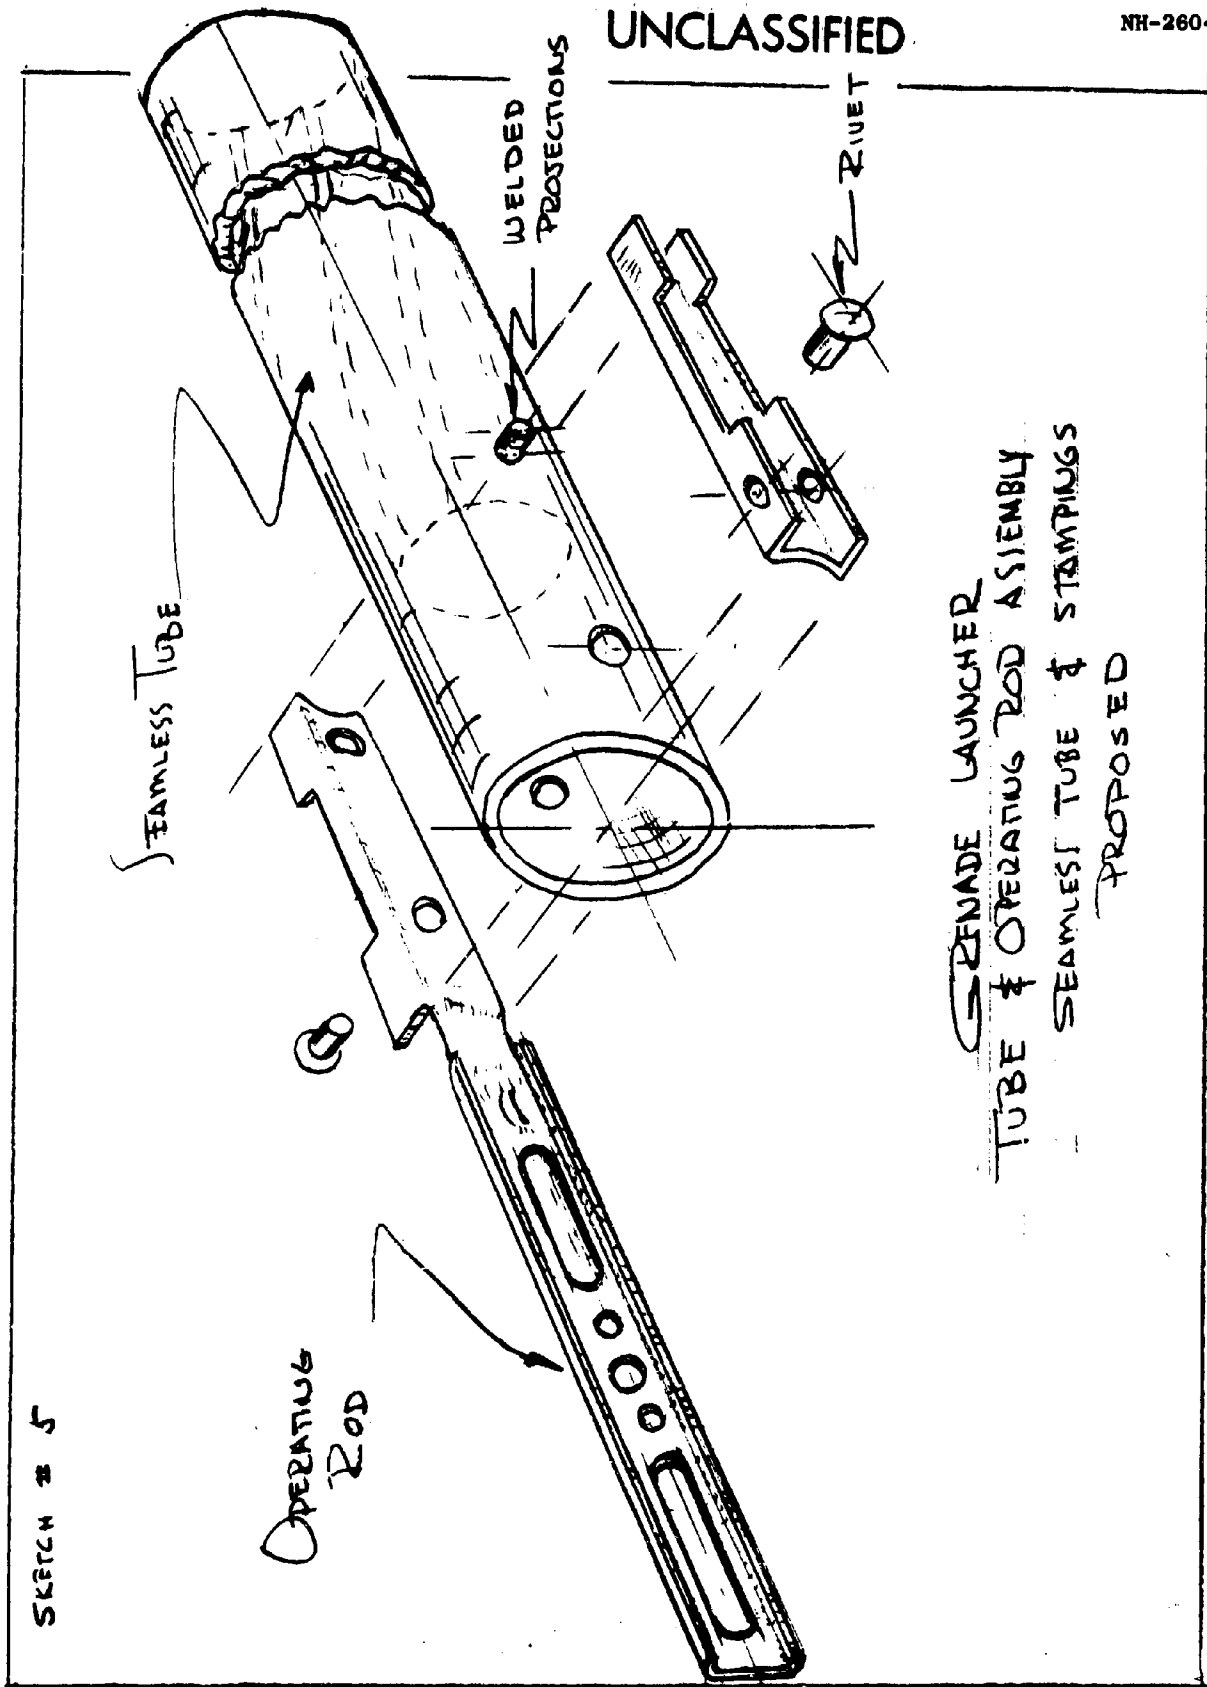 UNCLASSIFIED
NH-260
SKETCH # 5
SEAMLESS TUBE
WELDED
PROJECTIONS
RIVET
OPERATING
ROD
GRENADE LAUNCHER
TUBE & OPERATING ROD ASSEMBLY
SEAMLESS TUBE & STAMPINGS
PROPOSED